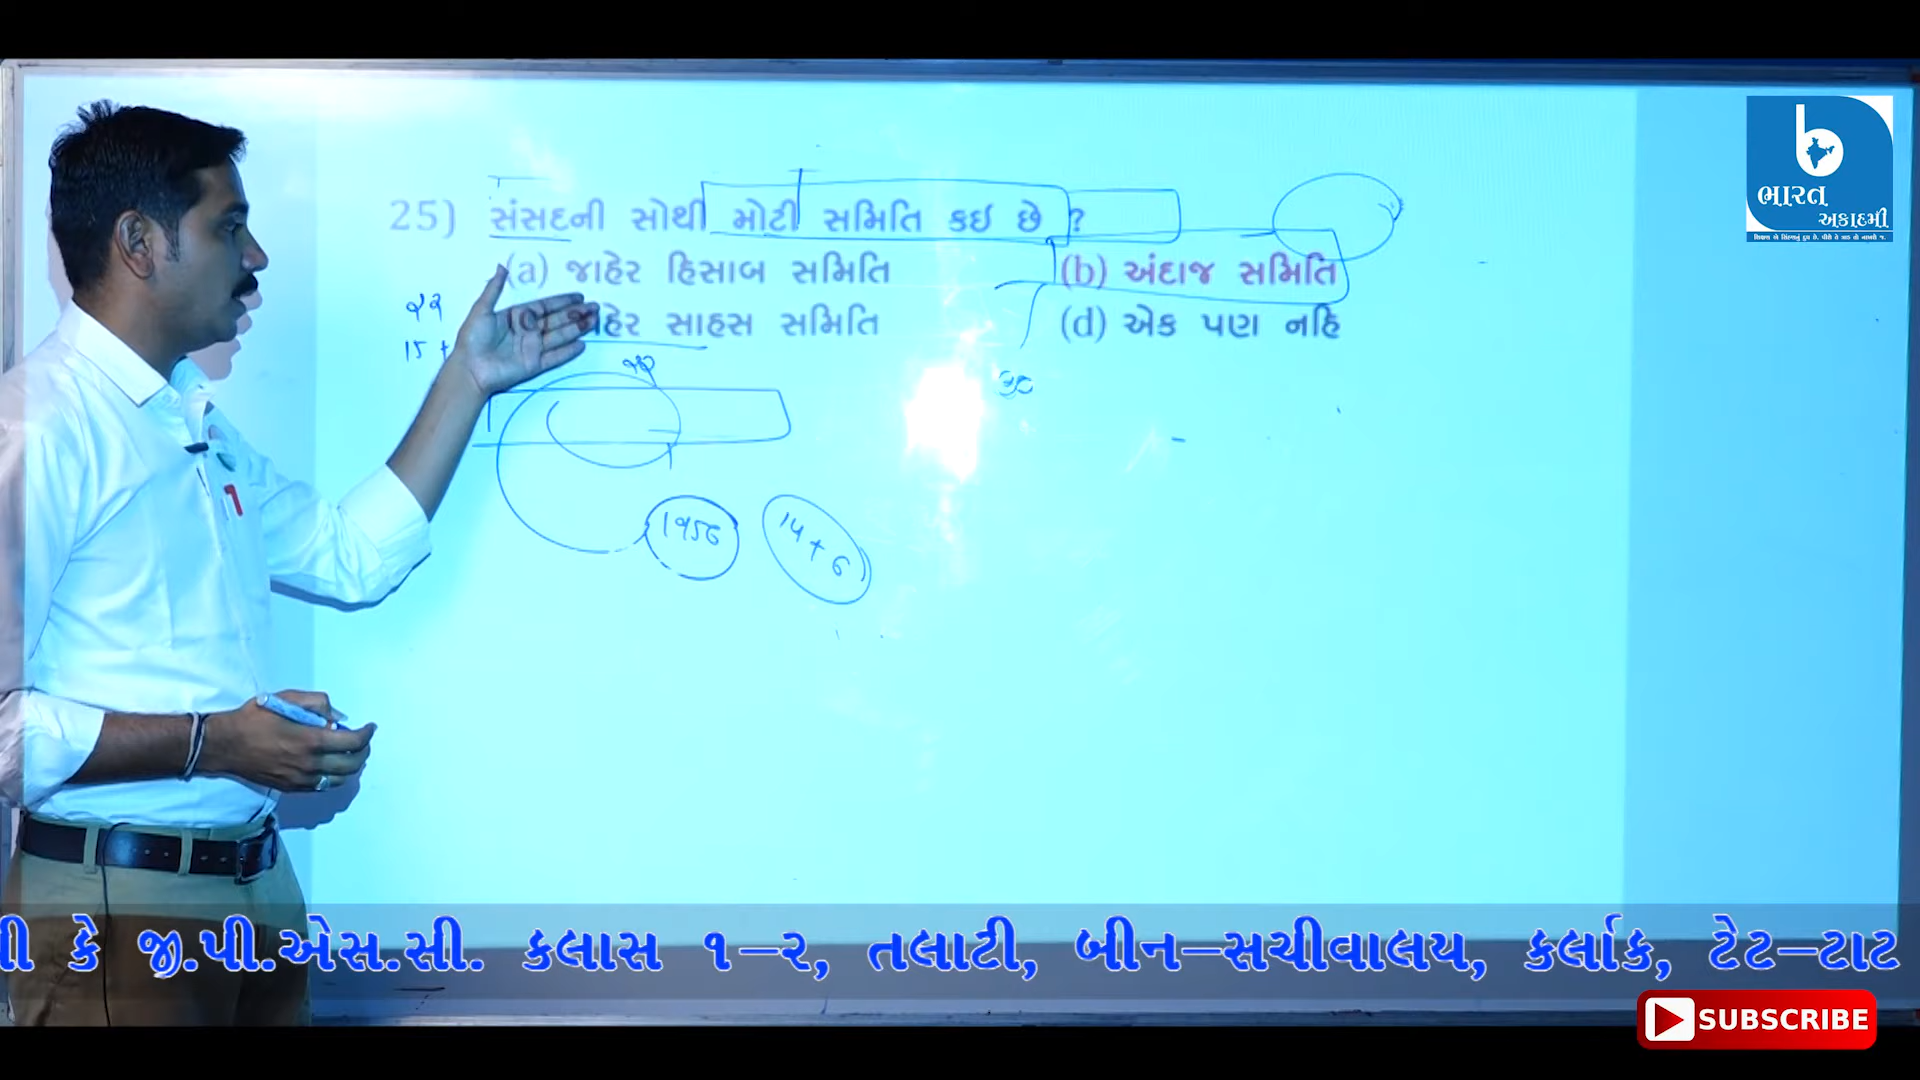 ભારત
અકાદમી
25) સંસદની સોથી મોટી સમિતિ કઇ છે ?
(a) જાહેર હિસાબ સમિતિ (b) અંદાજ સમિતિ
જાહેર સાહસ સમિતિ (d) એક પણ નહિ
૨૨
15 +
૨૨
૩૦
14 + 6
કે જી.પી.એસ.સી. કલાસ ૧–૨, તલાટી, બીન–સચીવાલય, કર્લાક, ટેટ–ટાટ
SUBSCRIBE